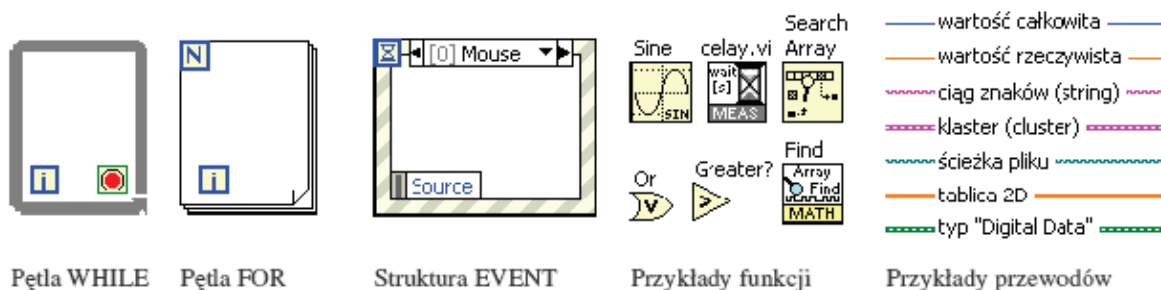 N
i
i
[0] Mouse
Source
Sine
SIN
celay.vi
wait
[s]
MEAS
Search
Array
Or
V
Greater?
>
Find
Array
Find
MATH
wartość całkowita
wartość rzeczywista
ciąg znaków (string)
klaster (cluster)
ścieżka pliku
tablica 2D
typ "Digital Data"
Pętla WHILE
Pętla FOR
Struktura EVENT
Przykłady funkcji
Przykłady przewodów